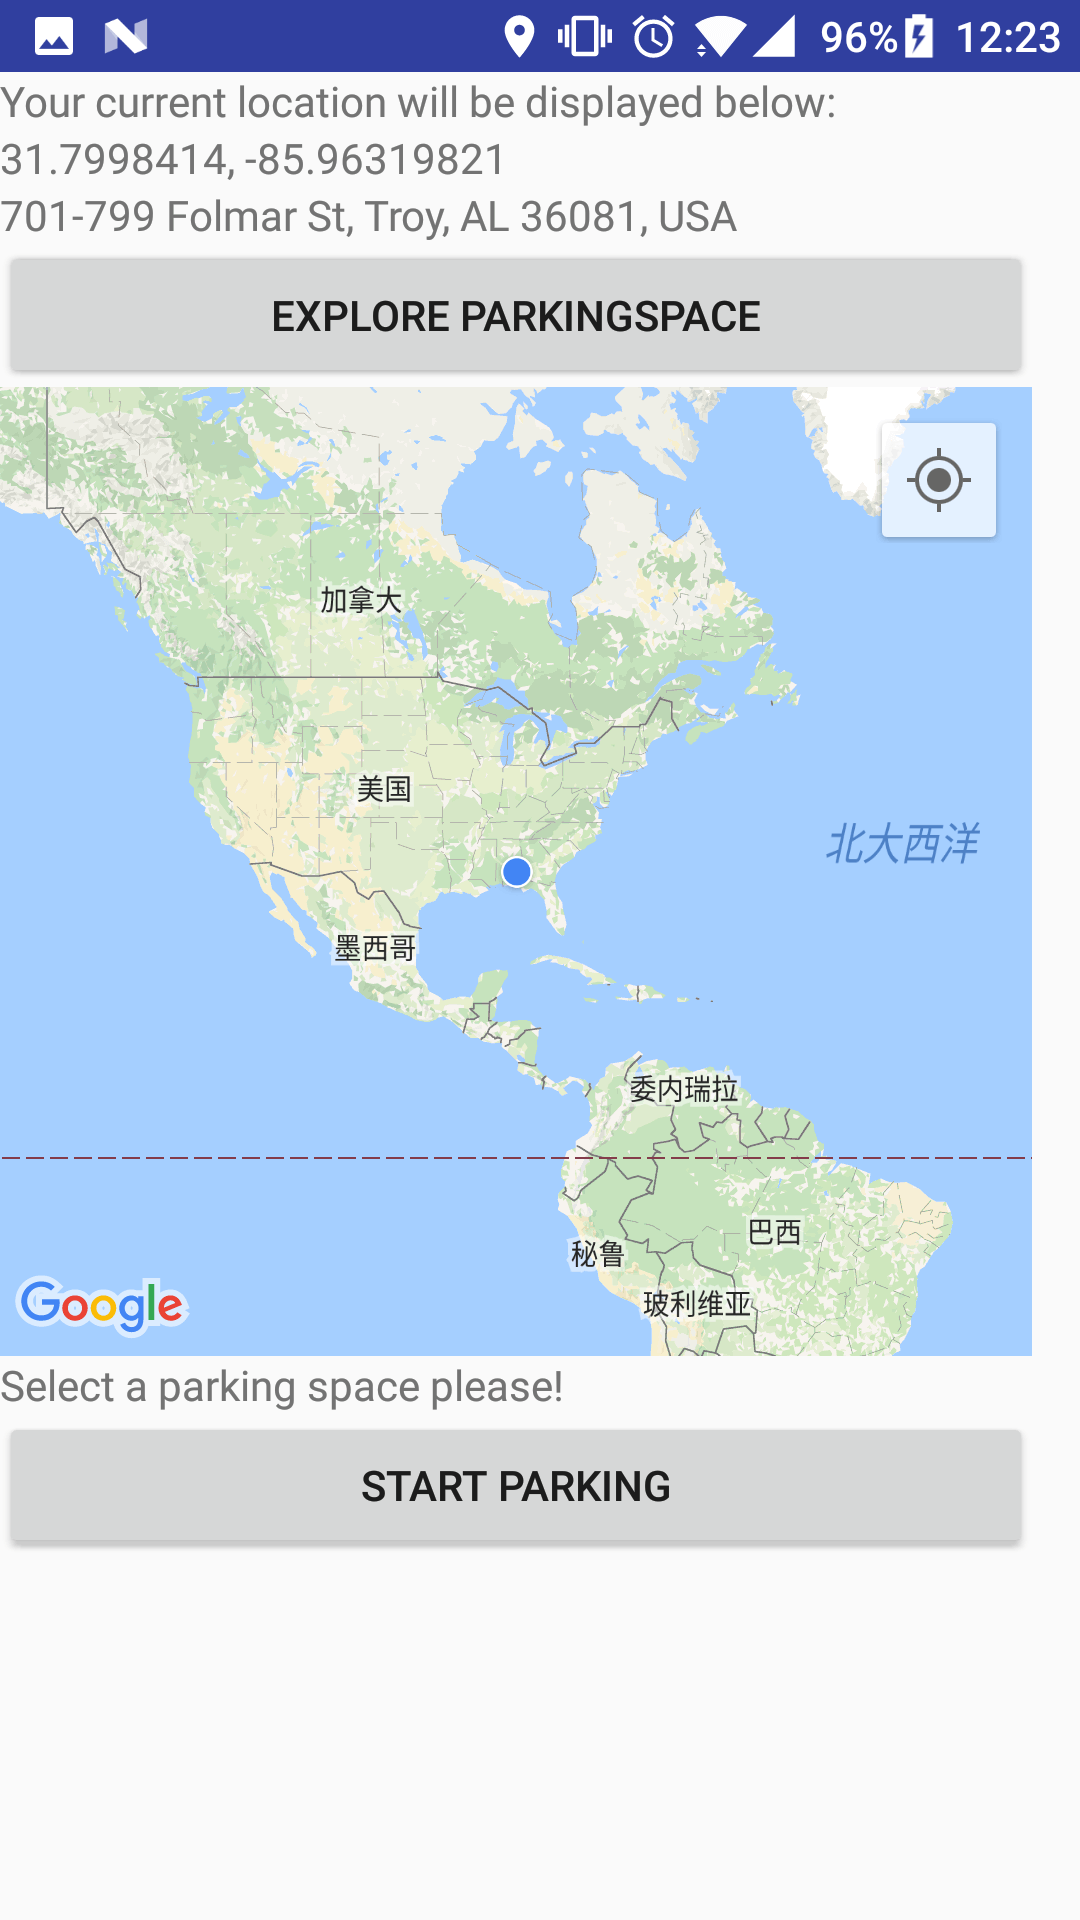 96% 12:23
Your current location will be displayed below:
31.7998414, -85.96319821
701-799 Folmar St, Troy, AL 36081, USA
EXPLORE PARKINGSPACE
加拿大
美国
北大西洋
墨西哥
委内瑞拉
巴西
秘鲁
玻利维亚
Google
Select a parking space please!
START PARKING